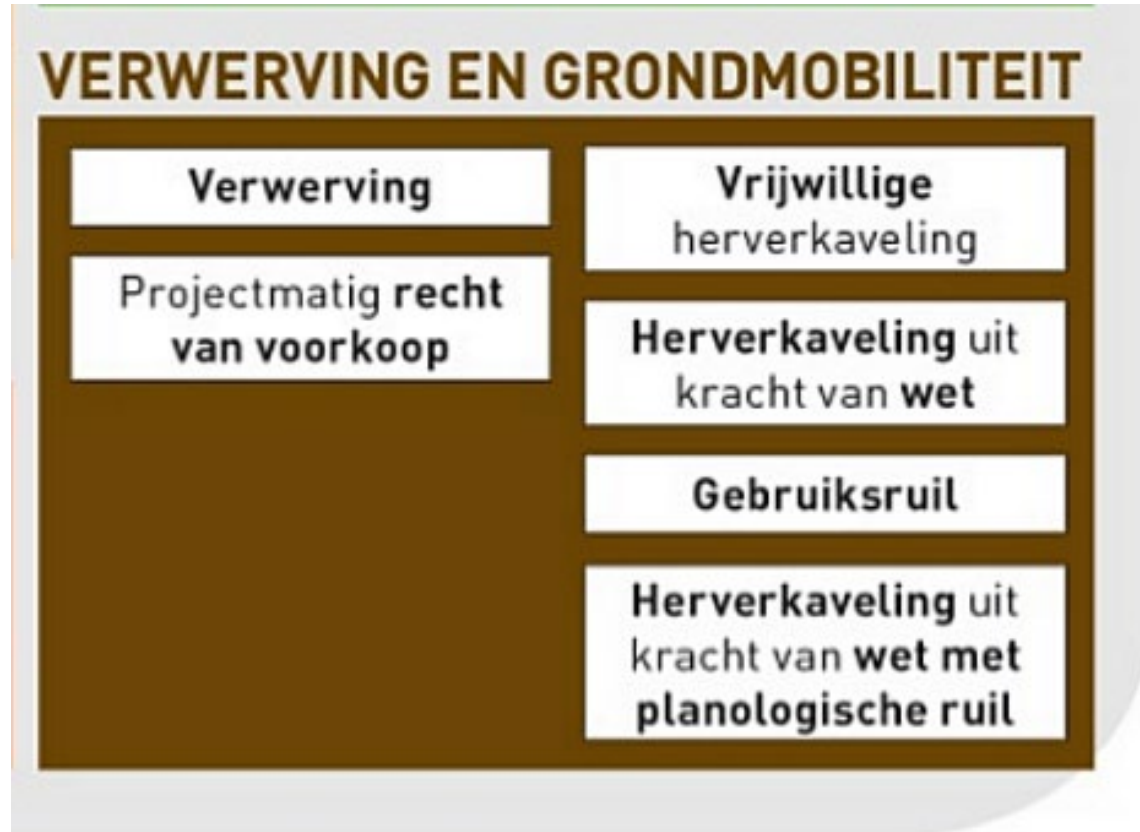 VERWERVING EN GRONDMOBILITEIT
Verwerving
Projectmatig recht
van voorkoop
Vrijwillige
herverkaveling
Herverkaveling uit
kracht van wet
Gebruiksruil
Herverkaveling uit
kracht van wet met
planologische ruil